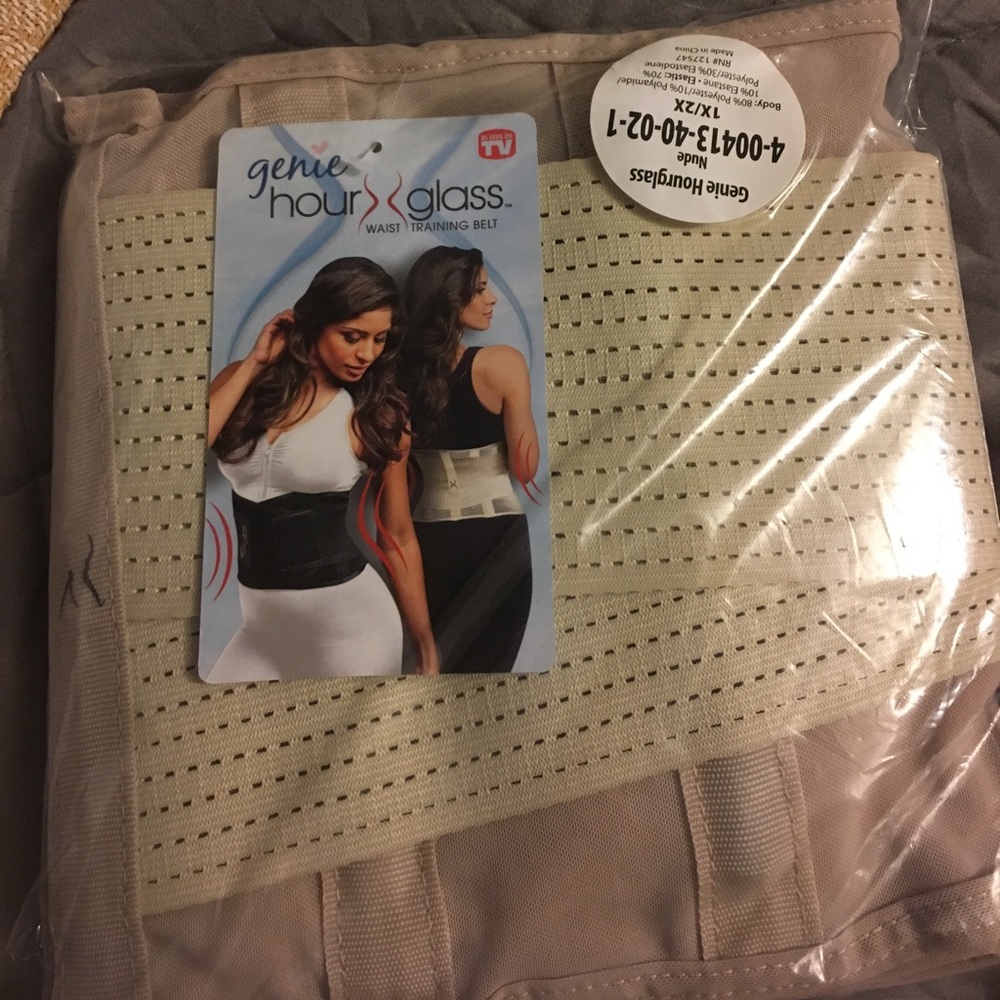 genie
hour glass™
WAIST TRAINING BELT
AS SEEN ON
TV
Genie Hourglass
Nude
4-00413-40-02-1
1X/2X
Body: 80% Polyester/10% Polyamide/
10% Elastane • Elastic: 70%
Polyester/30% Elastodiene
RN# 127547
Made in China